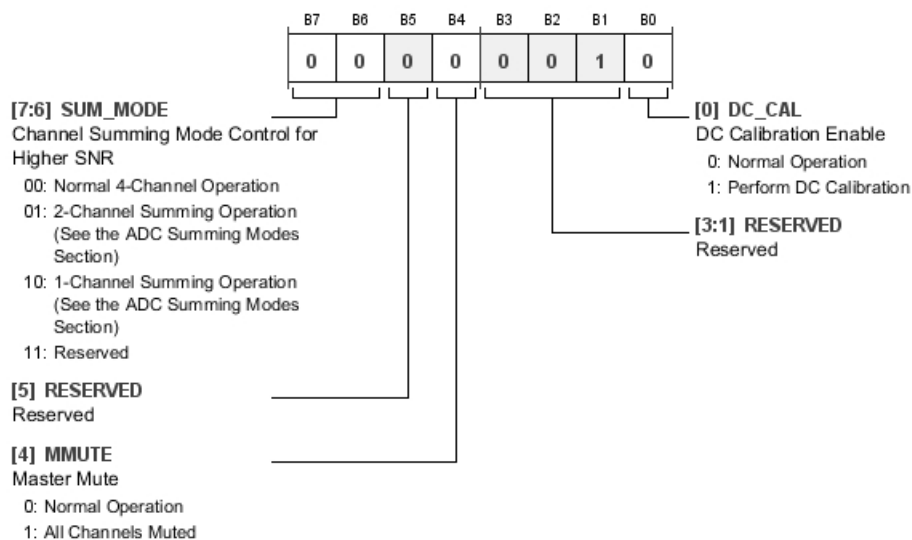 B7 B6 B5 B4 B3 B2 B1 B0
0 0 0 0 0 0 1 0
[7:6] SUM_MODE
Channel Summing Mode Control for
Higher SNR
00: Normal 4-Channel Operation
01: 2-Channel Summing Operation
(See the ADC Summing Modes
Section)
10: 1-Channel Summing Operation
(See the ADC Summing Modes
Section)
11: Reserved
[5] RESERVED
Reserved
[4] MMUTE
Master Mute
0: Normal Operation
1: All Channels Muted
[0] DC_CAL
DC Calibration Enable
0: Normal Operation
1: Perform DC Calibration
[3:1] RESERVED
Reserved